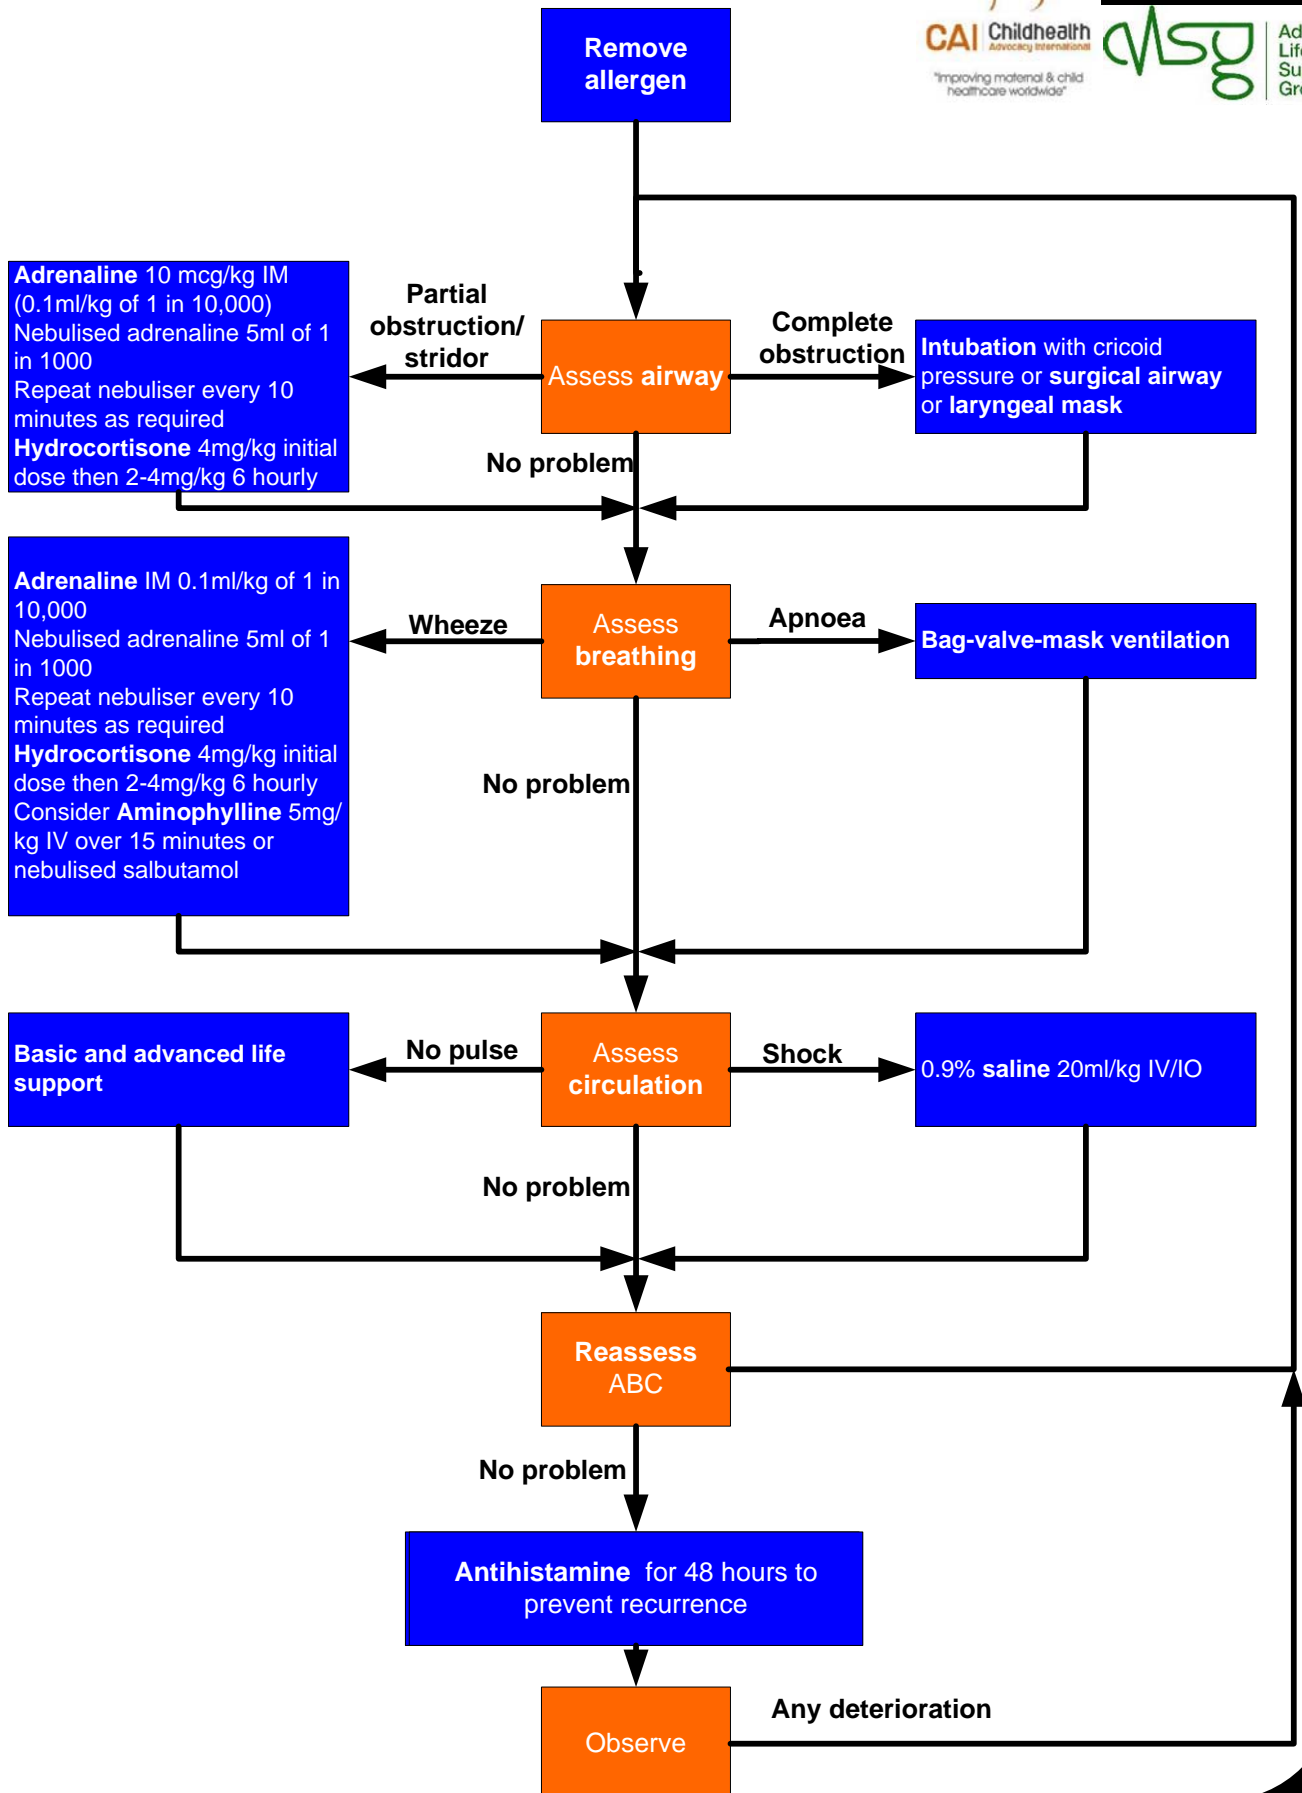 Remove
allergen
CAI Childhealth
Advocacy International
"improving maternal & child
healthcare worldwide"
alsg
Adrenaline 10 mcg/kg IM
(0.1ml/kg of 1 in 10,000)
Nebulised adrenaline 5ml of 1
in 1000
Repeat nebuliser every 10
minutes as required
Hydrocortisone 4mg/kg initial
dose then 2-4mg/kg 6 hourly
Partial
obstruction/
stridor
Assess airway
Complete
obstruction
Intubation with cricoid
pressure or surgical airway
or laryngeal mask
No problem
Adrenaline IM 0.1ml/kg of 1 in
10,000
Nebulised adrenaline 5ml of 1
in 1000
Repeat nebuliser every 10
minutes as required
Hydrocortisone 4mg/kg initial
dose then 2-4mg/kg 6 hourly
Consider Aminophylline 5mg/
kg IV over 15 minutes or
nebulised salbutamol
Wheeze
Assess
breathing
Apnoea
Bag-valve-mask ventilation
No problem
Basic and advanced life
support
No pulse
Assess
circulation
Shock
0.9% saline 20ml/kg IV/IO
No problem
Reassess
ABC
No problem
Antihistamine for 48 hours to
prevent recurrence
Observe
Any deterioration